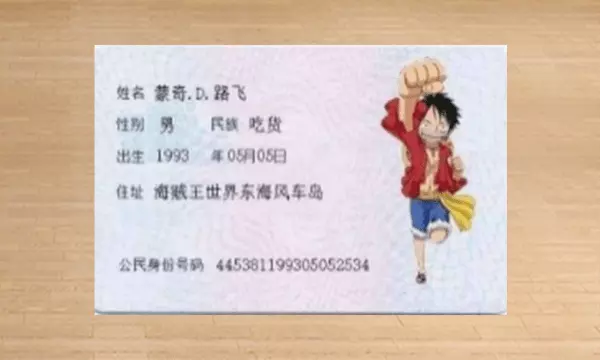 姓名 蒙奇.D.路飞
性别 男 民族 吃货
出生 1993 年05月05日
住址 海贼王世界东海风车岛
公民身份号码 445381199305052534